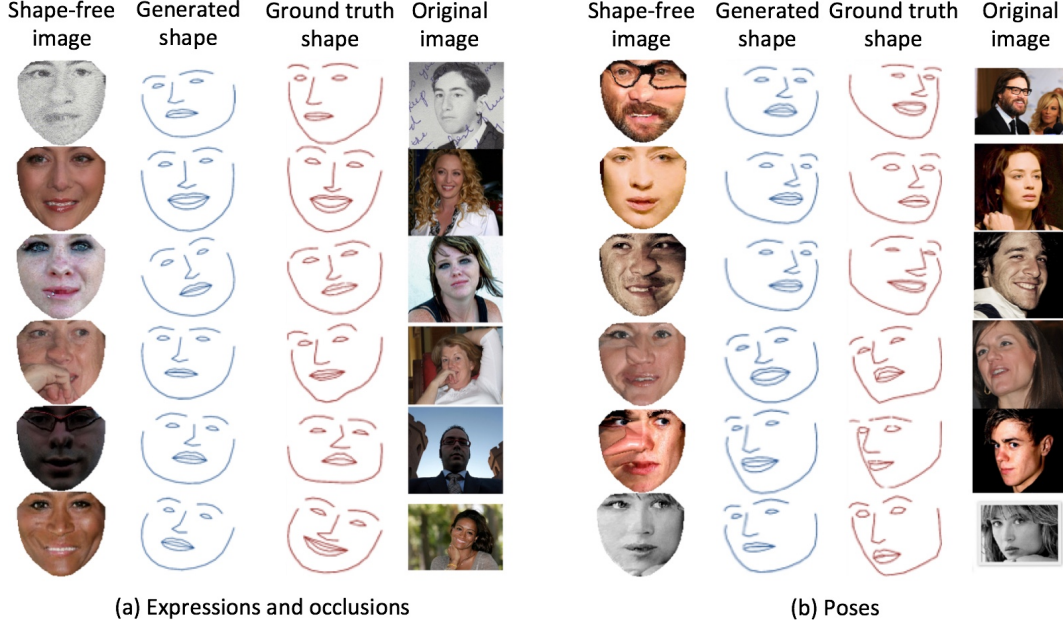 Shape-free image
Generated shape
Ground truth shape
Original image
Shape-free image
Generated shape
Ground truth shape
Original image
(a) Expressions and occlusions
(b) Poses